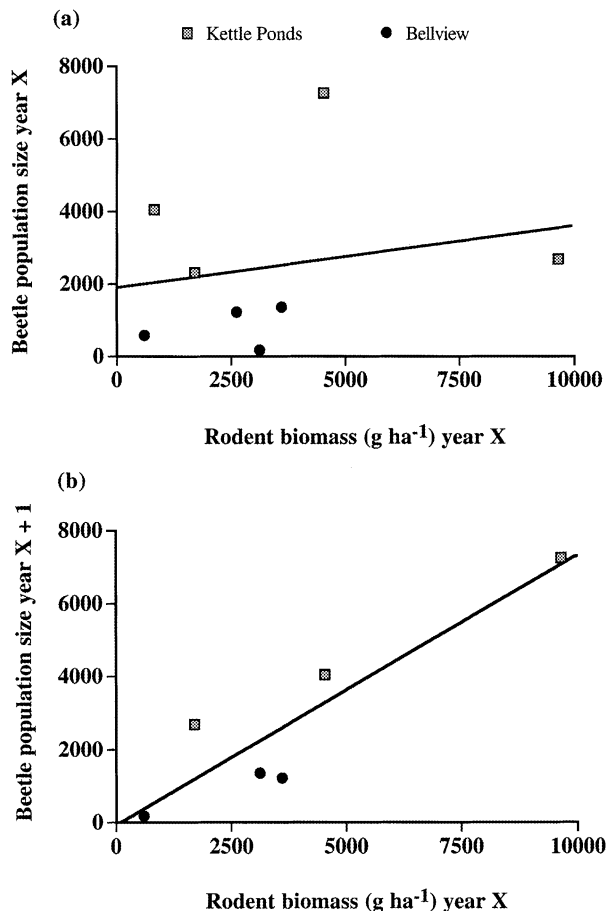 (a)
Kettle Ponds Bellview
Beetle population size year X
8000
6000
4000
2000
0
0 2500 5000 7500 10000
Rodent biomass (g ha⁻¹) year X
(b)
Beetle population size year X + 1
8000
6000
4000
2000
0
0 2500 5000 7500 10000
Rodent biomass (g ha⁻¹) year X